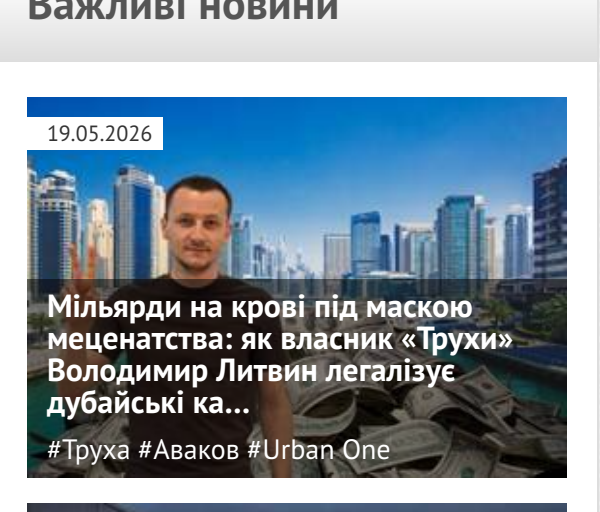 Важливі новини
19.05.2026
Мільярди на крові під маскою
меценатства: як власник «Трухи»
Володимир Литвин легалізує
дубайські ка...
#Труха #Аваков #Urban One